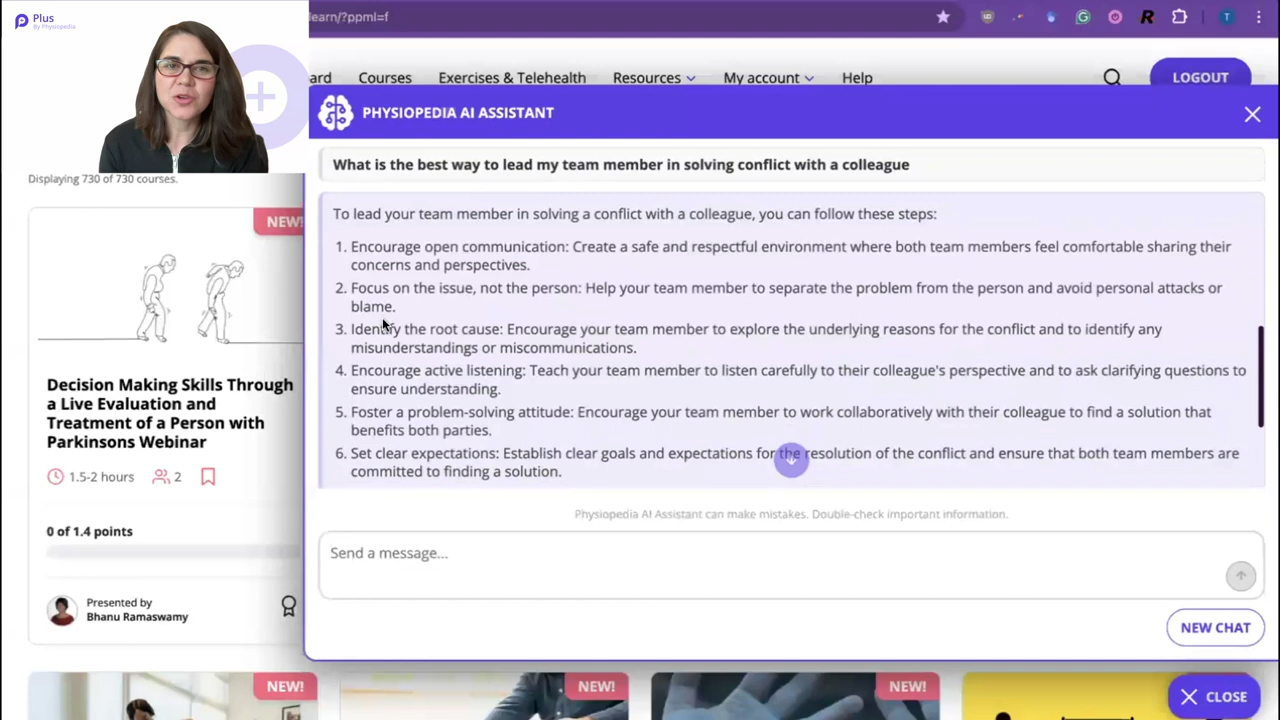 Plus
By Physiopedia
learn/?ppml=f
Courses
Exercises & Telehealth
Resources
My account
Help
LOGOUT
PHYSIOPEDIA AI ASSISTANT
What is the best way to lead my team member in solving conflict with a colleague
To lead your team member in solving a conflict with a colleague, you can follow these steps:
1. Encourage open communication: Create a safe and respectful environment where both team members feel comfortable sharing their
concerns and perspectives.
2. Focus on the issue, not the person: Help your team member to separate the problem from the person and avoid personal attacks or
blame.
3. Identify the root cause: Encourage your team member to explore the underlying reasons for the conflict and to identify any
misunderstandings or miscommunications.
4. Encourage active listening: Teach your team member to listen carefully to their colleague's perspective and to ask clarifying questions to
ensure understanding.
5. Foster a problem-solving attitude: Encourage your team member to work collaboratively with their colleague to find a solution that
benefits both parties.
6. Set clear expectations: Establish clear goals and expectations for the resolution of the conflict and ensure that both team members are
committed to finding a solution.
Physiopedia AI Assistant can make mistakes. Double-check important information.
Send a message...
NEW CHAT
CLOSE
Displaying 730 of 730 courses.
NEW!
Decision Making Skills Through
a Live Evaluation and
Treatment of a Person with
Parkinsons Webinar
1.5-2 hours
2
0 of 1.4 points
Presented by
Bhanu Ramaswamy
NEW!
NEW!
NEW!